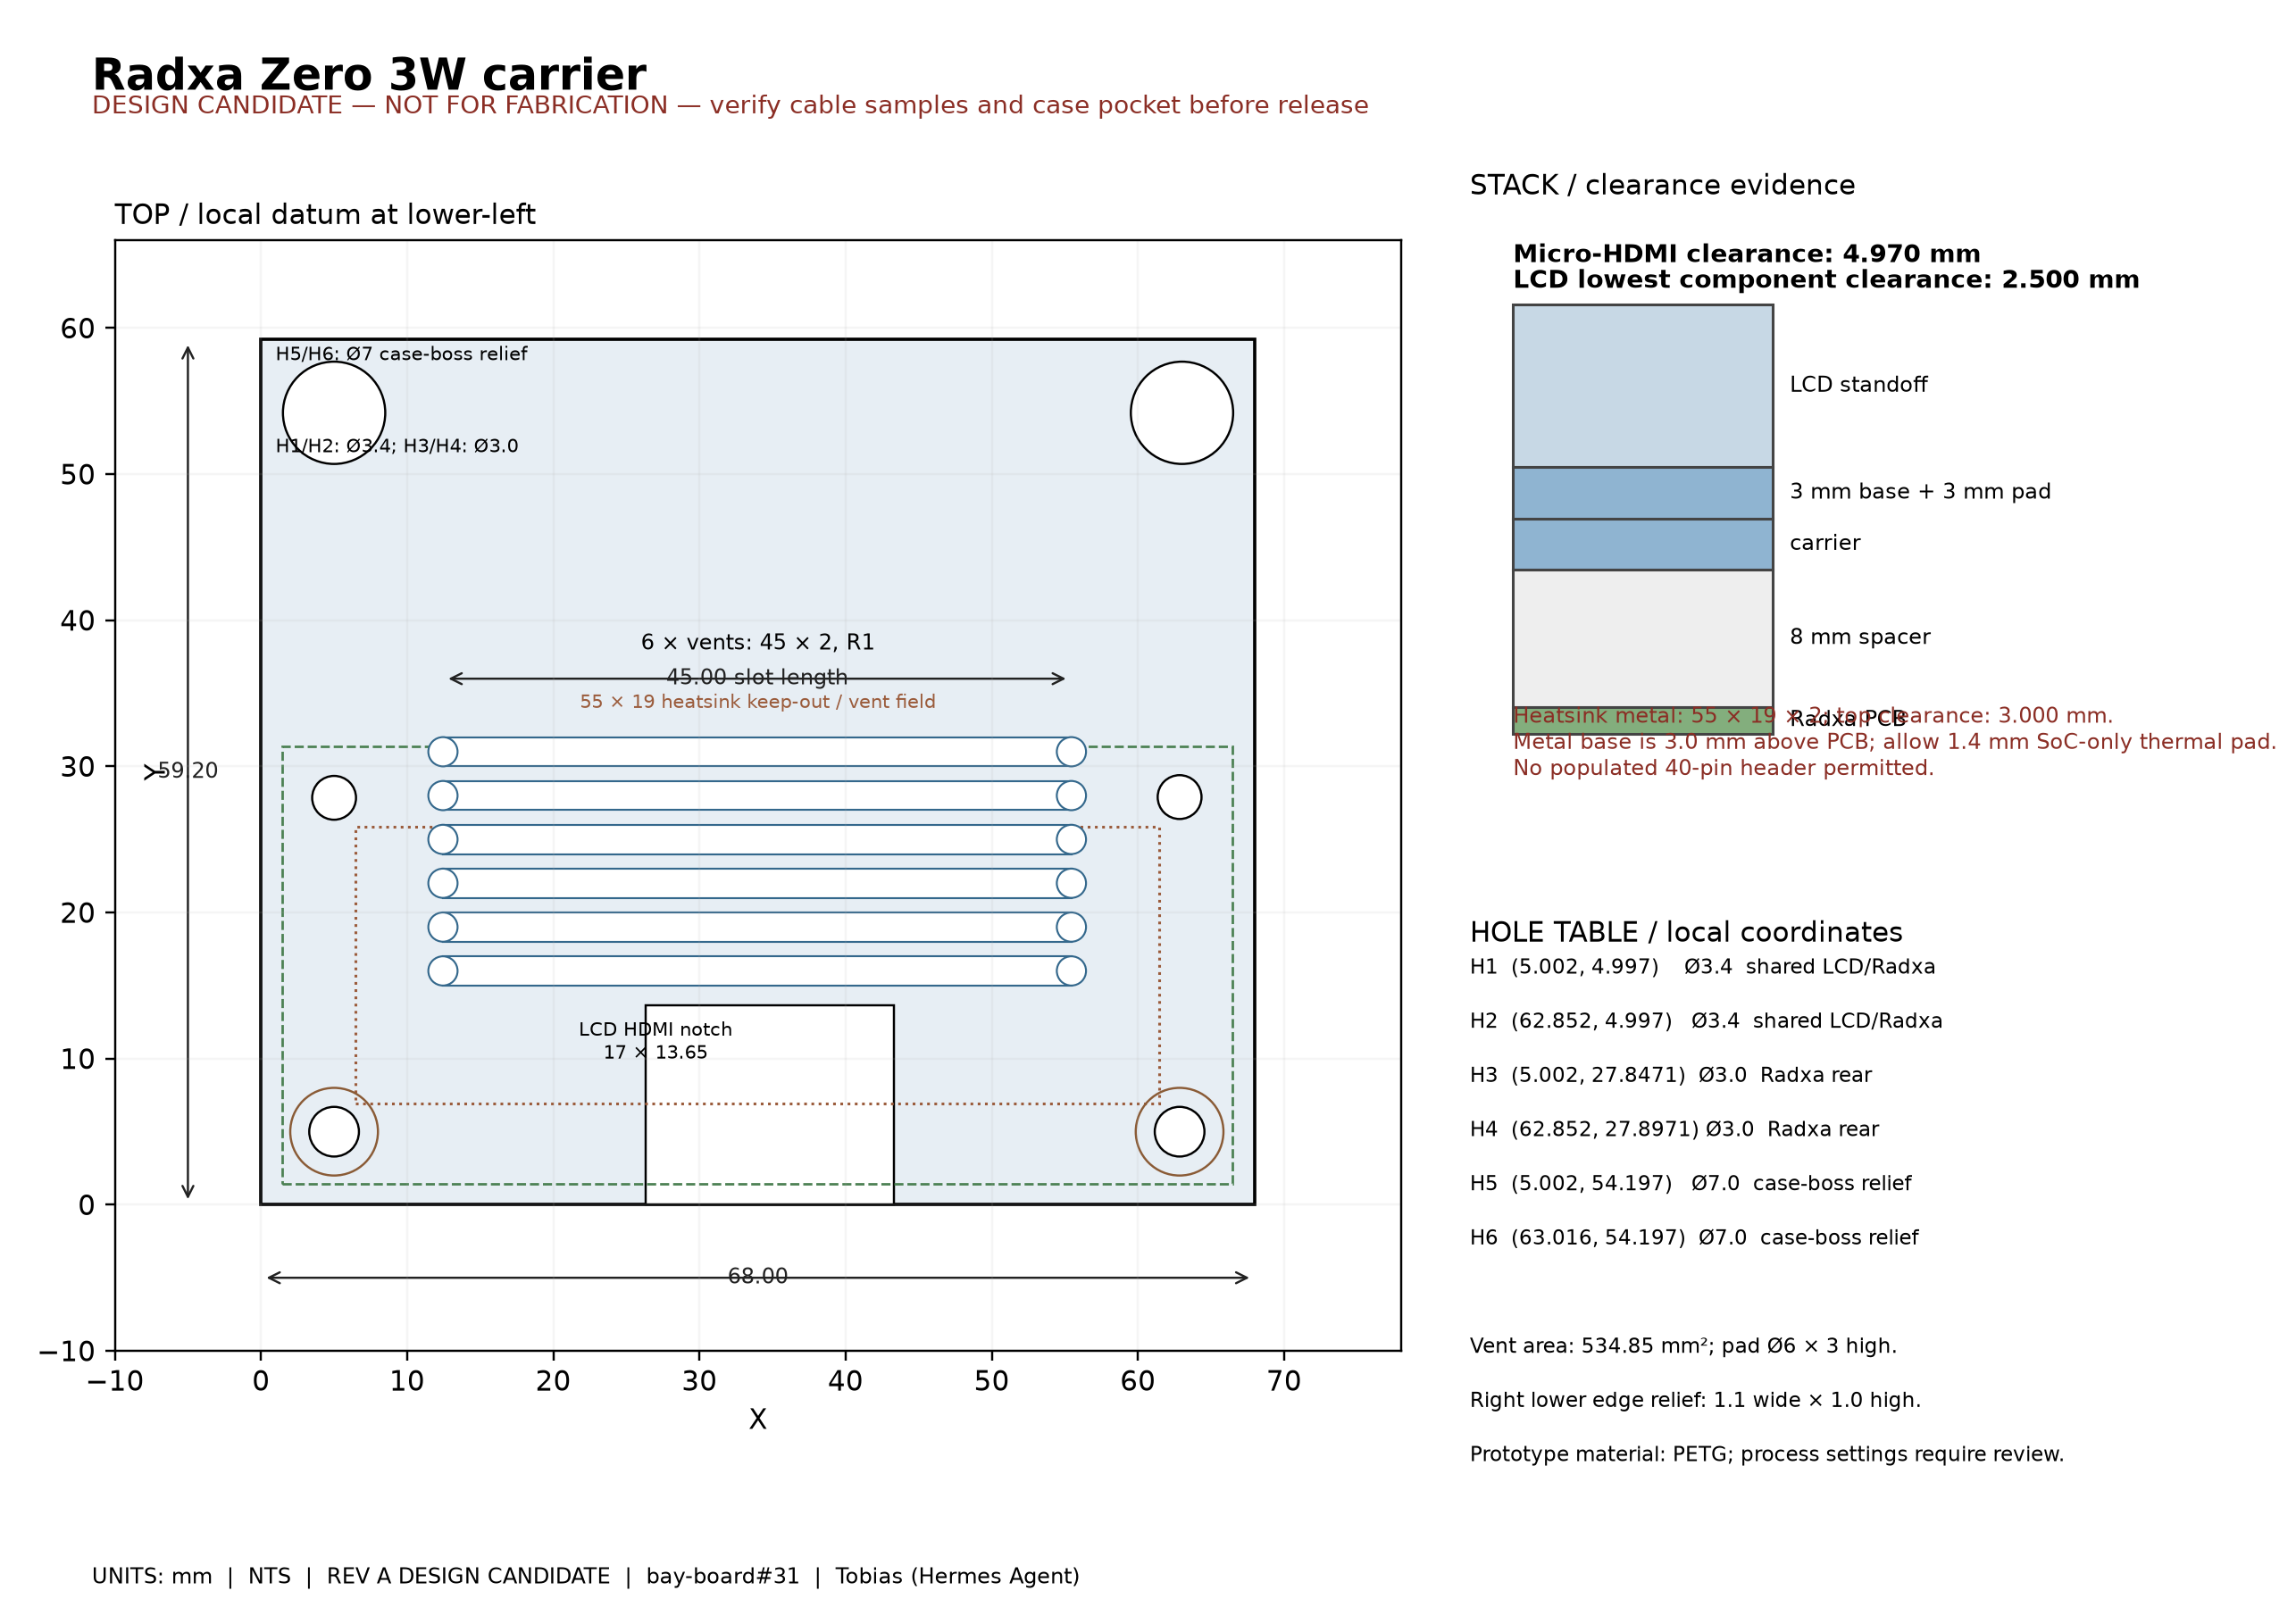 Radxa Zero 3W carrier
DESIGN CANDIDATE — NOT FOR FABRICATION — verify cable samples and case pocket before release
TOP / local datum at lower-left
60
50
40
30
20
10
0
−10
−10
0
10
20
30
40
50
60
70
X
Y
H5/H6: Ø7 case-boss relief
H1/H2: Ø3.4; H3/H4: Ø3.0
6 × vents: 45 × 2, R1
45.00 slot length
55 × 19 heatsink keep-out / vent field
59.20
LCD HDMI notch
17 × 13.65
68.00
STACK / clearance evidence
Micro-HDMI clearance: 4.970 mm
LCD lowest component clearance: 2.500 mm
LCD standoff
3 mm base + 3 mm pad
carrier
8 mm spacer
Radxa PCB
Heatsink metal: 55 × 19 × 2; top clearance: 3.000 mm.
Metal base is 3.0 mm above PCB; allow 1.4 mm SoC-only thermal pad.
No populated 40-pin header permitted.
HOLE TABLE / local coordinates
H1 (5.002, 4.997) Ø3.4 shared LCD/Radxa
H2 (62.852, 4.997) Ø3.4 shared LCD/Radxa
H3 (5.002, 27.8471) Ø3.0 Radxa rear
H4 (62.852, 27.8971) Ø3.0 Radxa rear
H5 (5.002, 54.197) Ø7.0 case-boss relief
H6 (63.016, 54.197) Ø7.0 case-boss relief
Vent area: 534.85 mm²; pad Ø6 × 3 high.
Right lower edge relief: 1.1 wide × 1.0 high.
Prototype material: PETG; process settings require review.
UNITS: mm | NTS | REV A DESIGN CANDIDATE | bay-board#31 | Tobias (Hermes Agent)